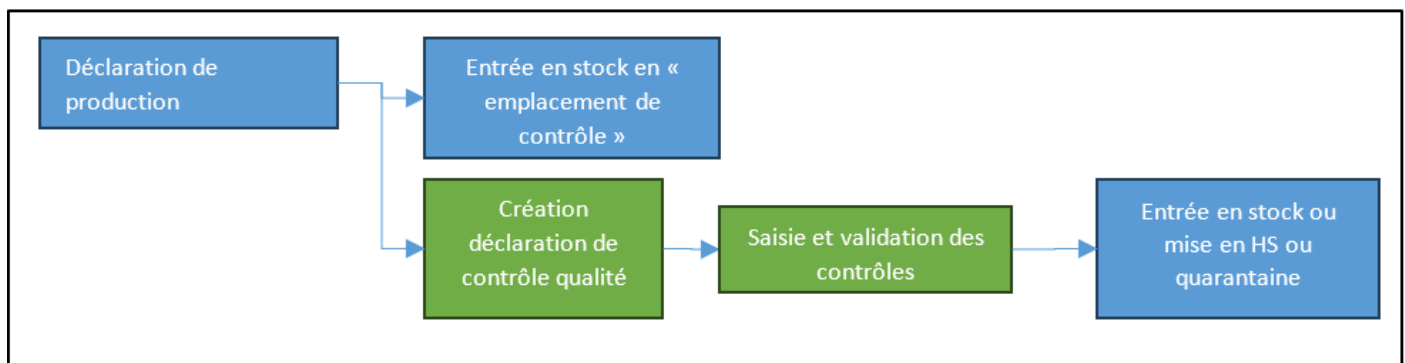 Déclaration de
production
Entrée en stock en «
emplacement de
contrôle »
Création
déclaration de
contrôle qualité
Saisie et validation des
contrôles
Entrée en stock ou
mise en HS ou
quarantaine